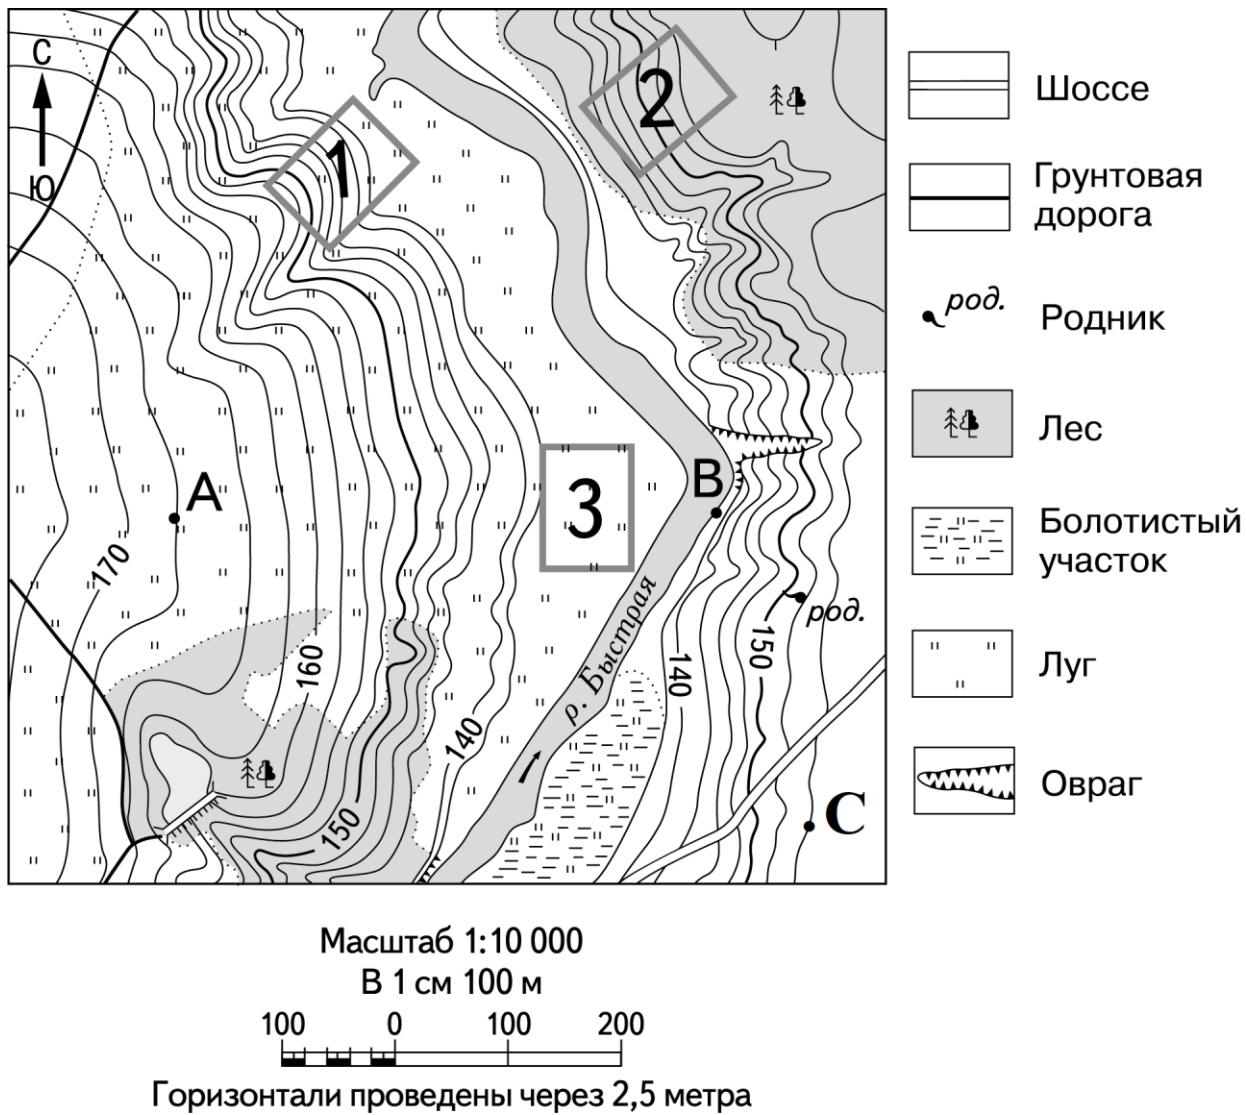 С
Ю
1
2
3
А
В
С
170
160
150
140
140
150
р. Быстрая
род.
Шоссе
Грунтовая
дорога
род.
Родник
Лес
Болотистый
участок
Луг
Овраг
Масштаб 1:10 000
В 1 см 100 м
100 0 100 200
Горизонтали проведены через 2,5 метра